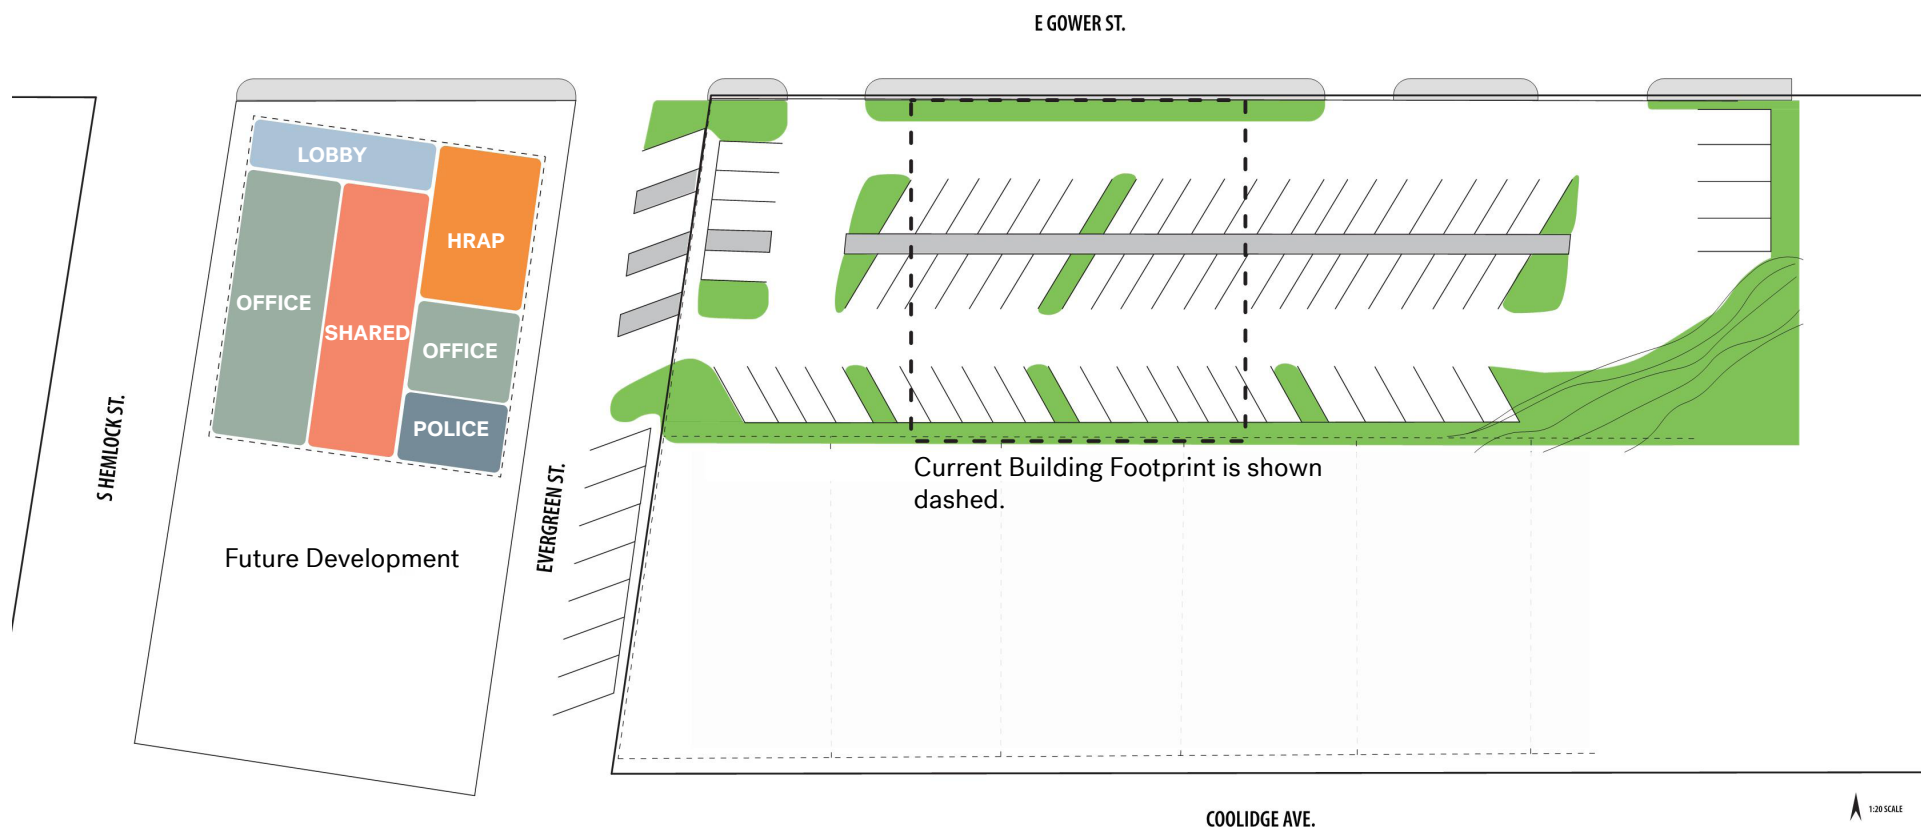 E GOWER ST.
LOBBY
HRAP
OFFICE
SHARED
OFFICE
POLICE
S HEMLOCK ST.
EVERGREEN ST.
Current Building Footprint is shown
dashed.
Future Development
COOLIDGE AVE.
1:20 SCALE